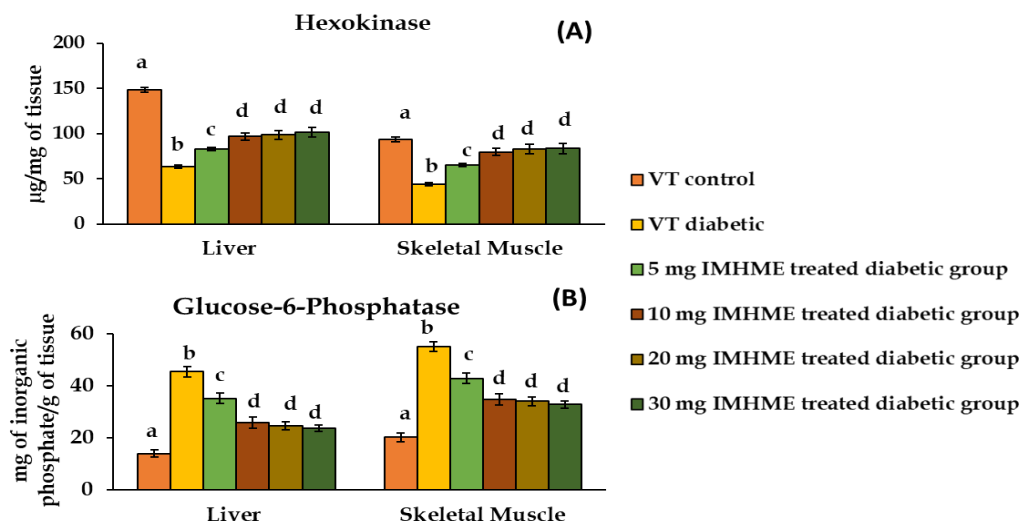 Hexokinase
(A)
µg/mg of tissue
200
150
100
50
0
a
b
c
d
d
d
a
b
c
d
d
d
Liver
Skeletal Muscle
Glucose-6-Phosphatase
(B)
mg of inorganic
phosphate/g of tissue
60
40
20
0
a
b
c
d
d
d
a
b
c
d
d
d
Liver
Skeletal Muscle
VT control
VT diabetic
5 mg IMHME treated diabetic group
10 mg IMHME treated diabetic group
20 mg IMHME treated diabetic group
30 mg IMHME treated diabetic group